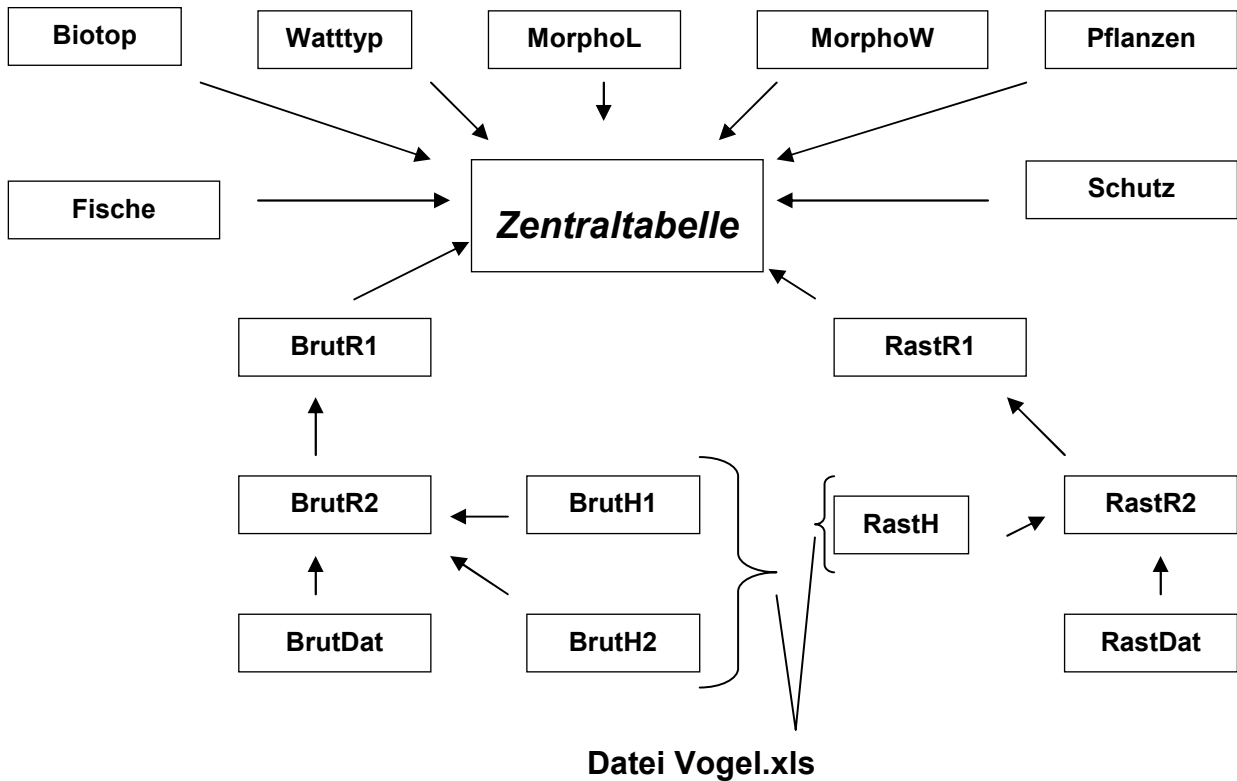 Biotop
Watttyp
MorphoL
MorphoW
Pflanzen
Fische
Zentraltabelle
Schutz
BrutR1
RastR1
BrutR2
BrutH1
RastH
RastR2
BrutDat
BrutH2
RastDat
Datei Vogel.xls